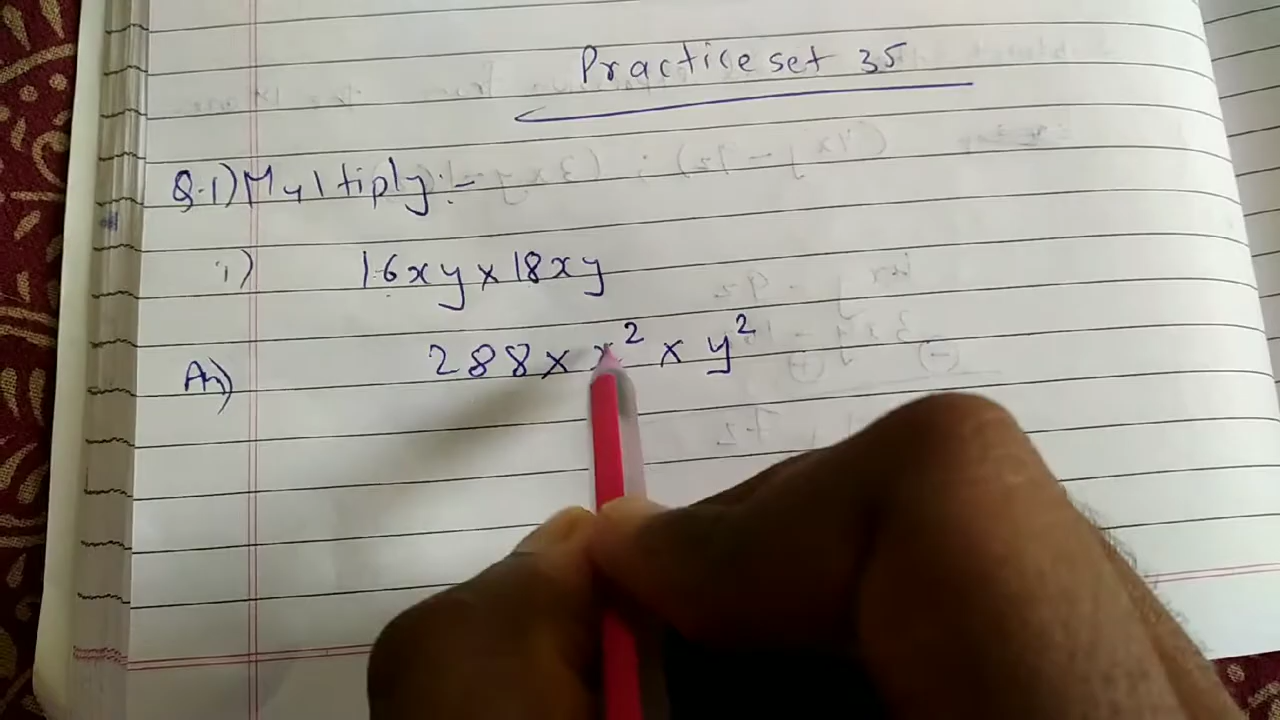 Practice set 35
Q.1) Multiply :-
i) 16xy x 18xy
An) 288 x x² x y²